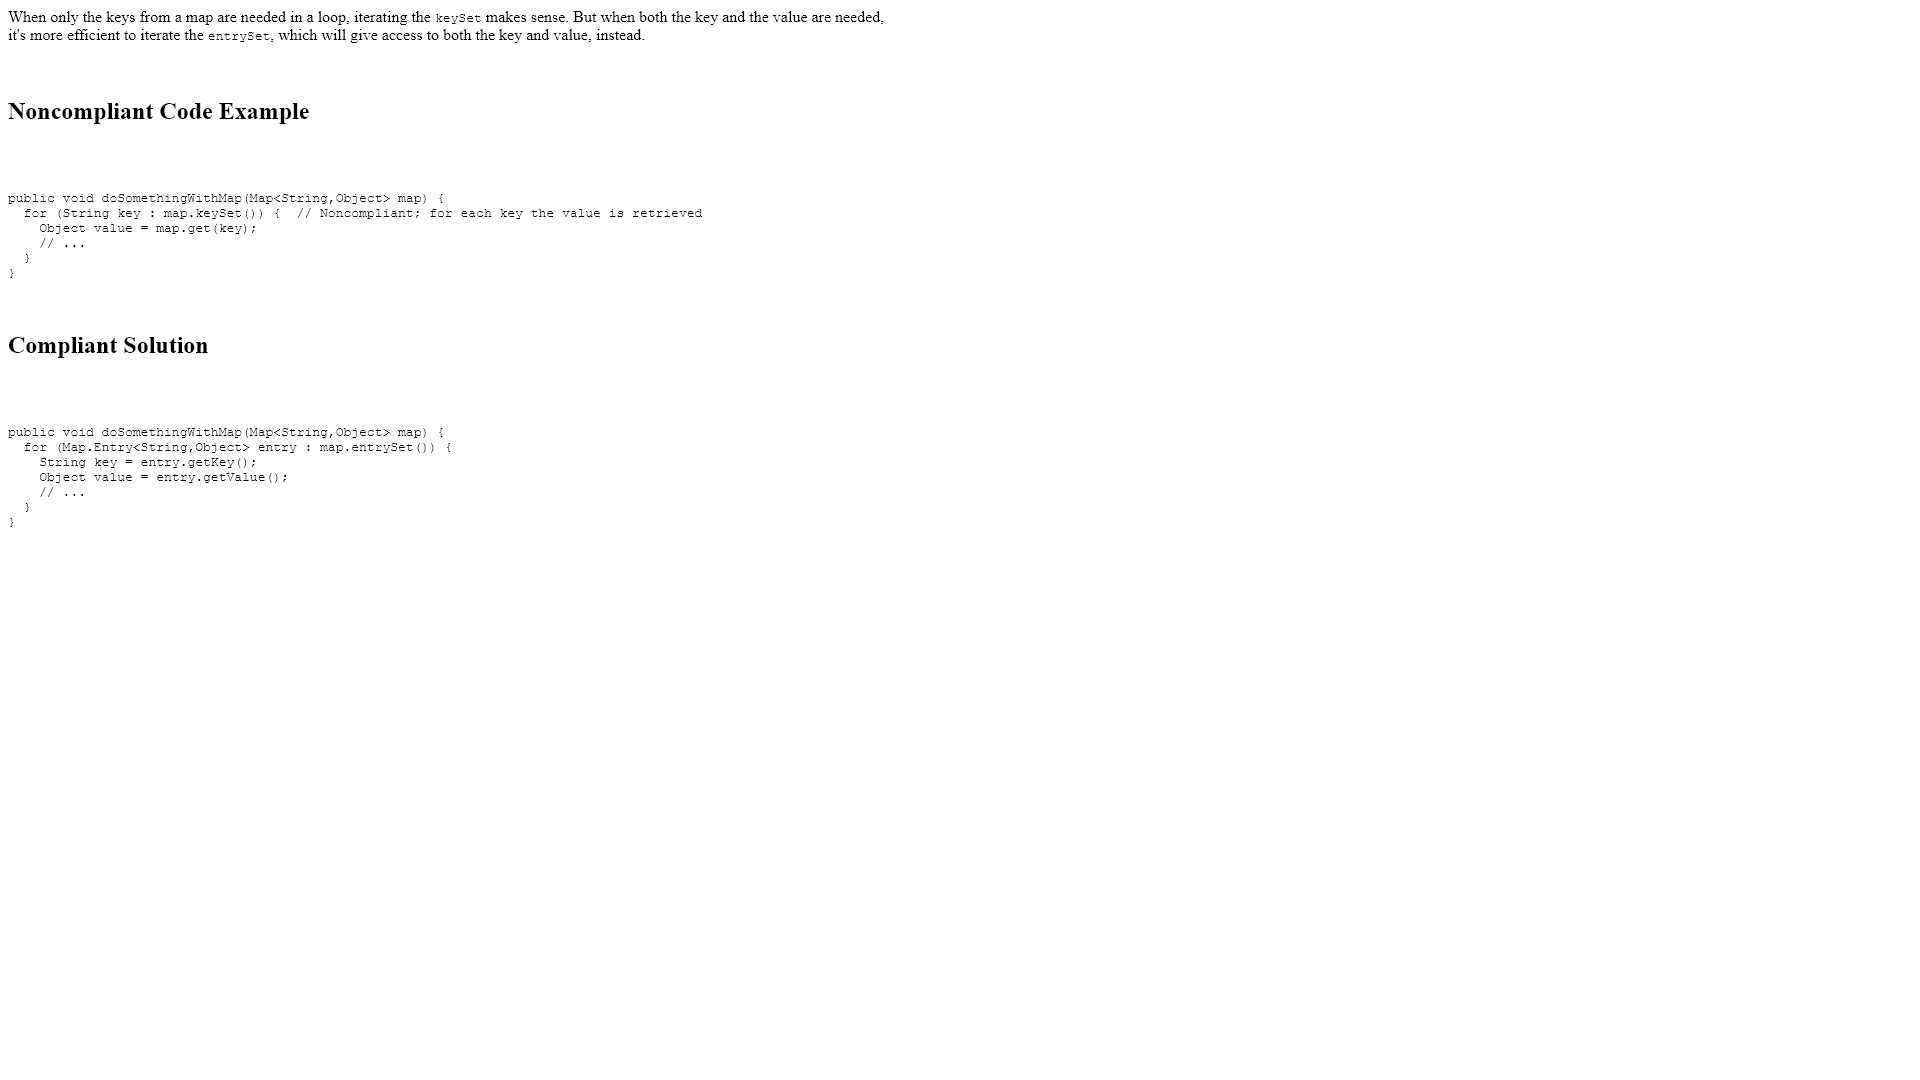 When only the keys from a map are needed in a loop, iterating the keySet makes sense. But when both the key and the value are needed,
it's more efficient to iterate the entrySet, which will give access to both the key and value, instead.
Noncompliant Code Example
public void doSomethingWithMap(Map<String,Object> map) {
  for (String key : map.keySet()) {  // Noncompliant; for each key the value is retrieved
    Object value = map.get(key);
    // ...
  }
}
Compliant Solution
public void doSomethingWithMap(Map<String,Object> map) {
  for (Map.Entry<String,Object> entry : map.entrySet()) {
    String key = entry.getKey();
    Object value = entry.getValue();
    // ...
  }
}